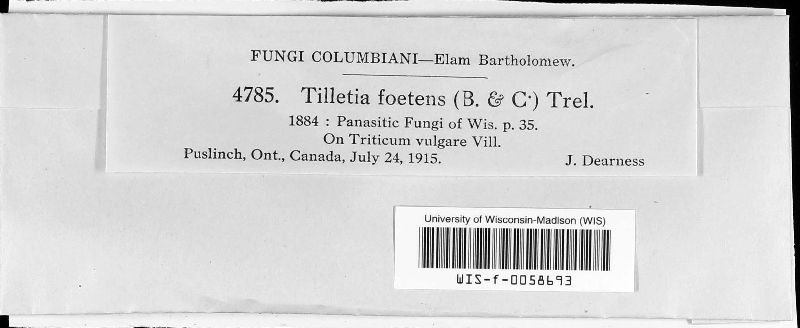 FUNGI COLUMBIANI—Elam Bartholomew.
4785. Tilletia foetens (B. & C·) Trel.
1884 : Panasitic Fungi of Wis. p. 35.
On Triticum vulgare Vill.
Puslinch, Ont., Canada, July 24, 1915. J. Dearness
University of Wisconsin-Madison (WIS)
WIS-f-0058693